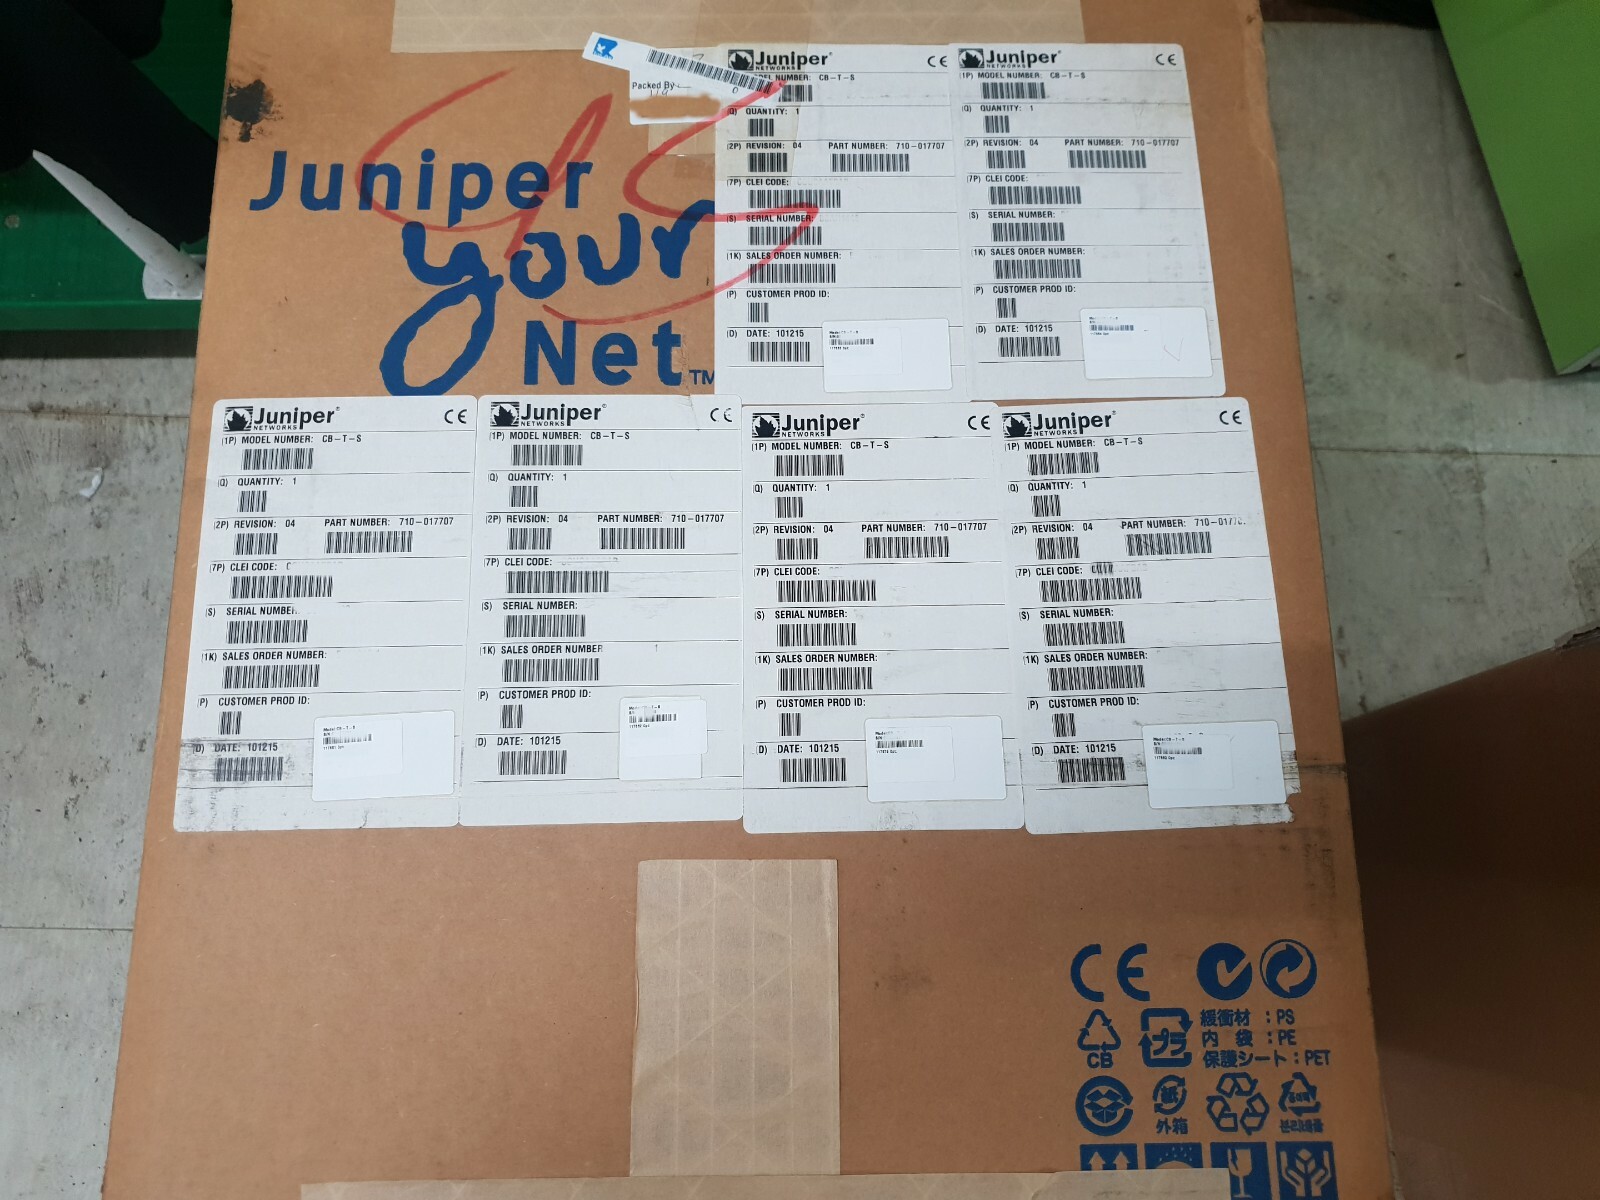 Juniper
your
Net™
Packed By
Juniper
NETWORKS
CE
MODEL NUMBER: CB-T-S
(Q) QUANTITY: 1
(2P) REVISION: 04 PART NUMBER: 710-017707
(7P) CLEI CODE:
(S) SERIAL NUMBER:
(1K) SALES ORDER NUMBER:
(P) CUSTOMER PROD ID:
(D) DATE: 101215
Juniper
NETWORKS
CE
(1P) MODEL NUMBER: CB-T-S
(Q) QUANTITY: 1
(2P) REVISION: 04 PART NUMBER: 710-017707
(7P) CLEI CODE:
(S) SERIAL NUMBER:
(1K) SALES ORDER NUMBER:
(P) CUSTOMER PROD ID:
(D) DATE: 101215
Juniper
NETWORKS
CE
(1P) MODEL NUMBER: CB-T-S
(Q) QUANTITY: 1
(2P) REVISION: 04 PART NUMBER: 710-017707
(7P) CLEI CODE:
(S) SERIAL NUMBER:
(1K) SALES ORDER NUMBER:
(P) CUSTOMER PROD ID:
(D) DATE: 101215
Juniper
NETWORKS
CE
(1P) MODEL NUMBER: CB-T-S
(Q) QUANTITY: 1
(2P) REVISION: 04 PART NUMBER: 710-017707
(7P) CLEI CODE:
(S) SERIAL NUMBER:
(1K) SALES ORDER NUMBER
(P) CUSTOMER PROD ID:
(D) DATE: 101215
Juniper
NETWORKS
CE
(1P) MODEL NUMBER: CB-T-S
(Q) QUANTITY: 1
(2P) REVISION: 04 PART NUMBER: 710-017707
(7P) CLEI CODE:
(S) SERIAL NUMBER:
(1K) SALES ORDER NUMBER:
(P) CUSTOMER PROD ID:
(D) DATE: 101215
Juniper
NETWORKS
CE
(1P) MODEL NUMBER: CB-T-S
(Q) QUANTITY: 1
(2P) REVISION: 04 PART NUMBER:
(7P) CLEI CODE:
(S) SERIAL NUMBER:
(1K) SALES ORDER NUMBER:
(P) CUSTOMER PROD ID:
(D) DATE: 101215
CE
CB
プラ
緩衝材 :PS
内 袋 :PE
保護シート:PET
外箱